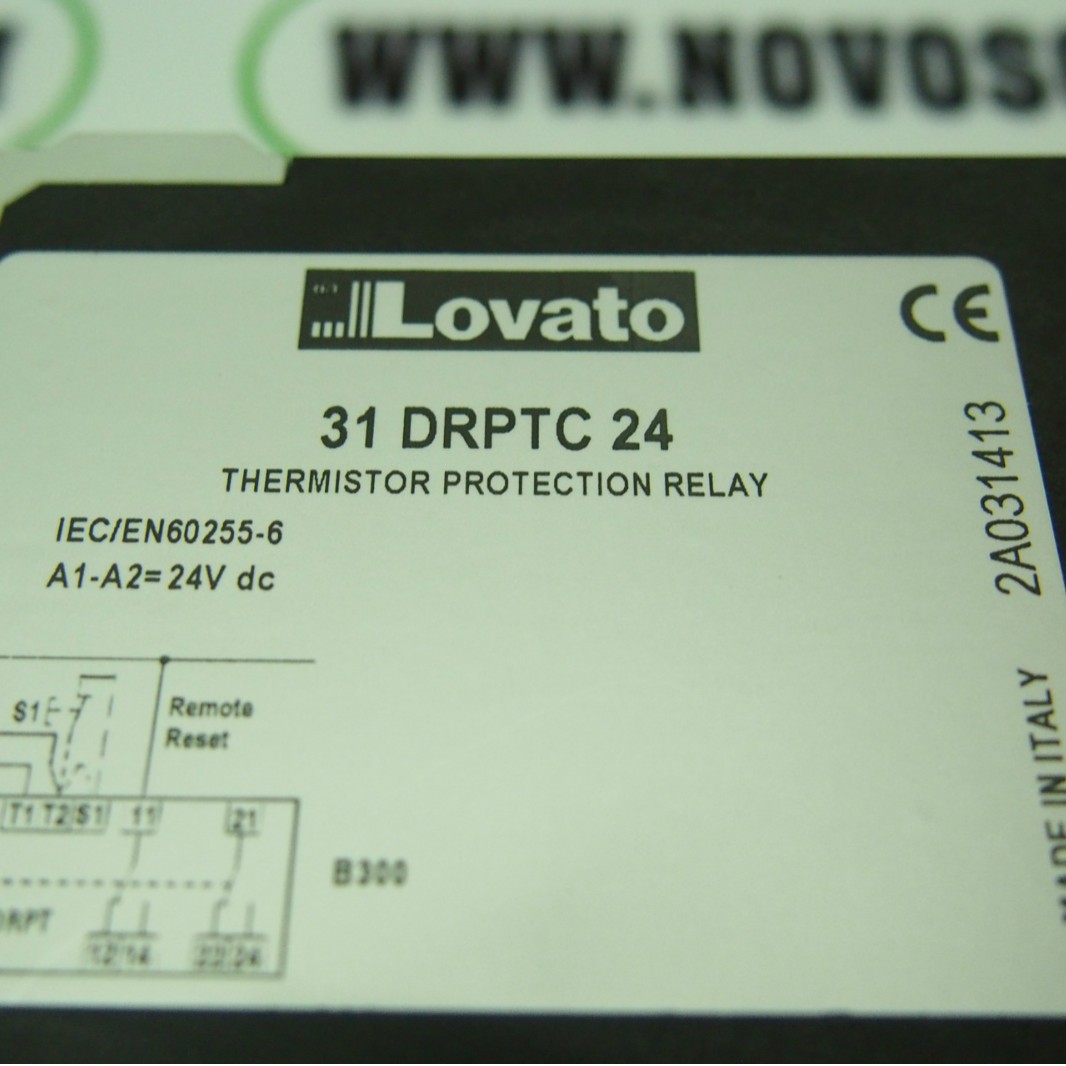 WWW.NOVOS
Lovato
CE
31 DRPTC 24
THERMISTOR PROTECTION RELAY
IEC/EN60255-6
A1-A2=24V dc
2A031413
MADE IN ITALY
S1
Remote
Reset
T1 T2 S1 11 21
B300
DRPT
12 14 22 24